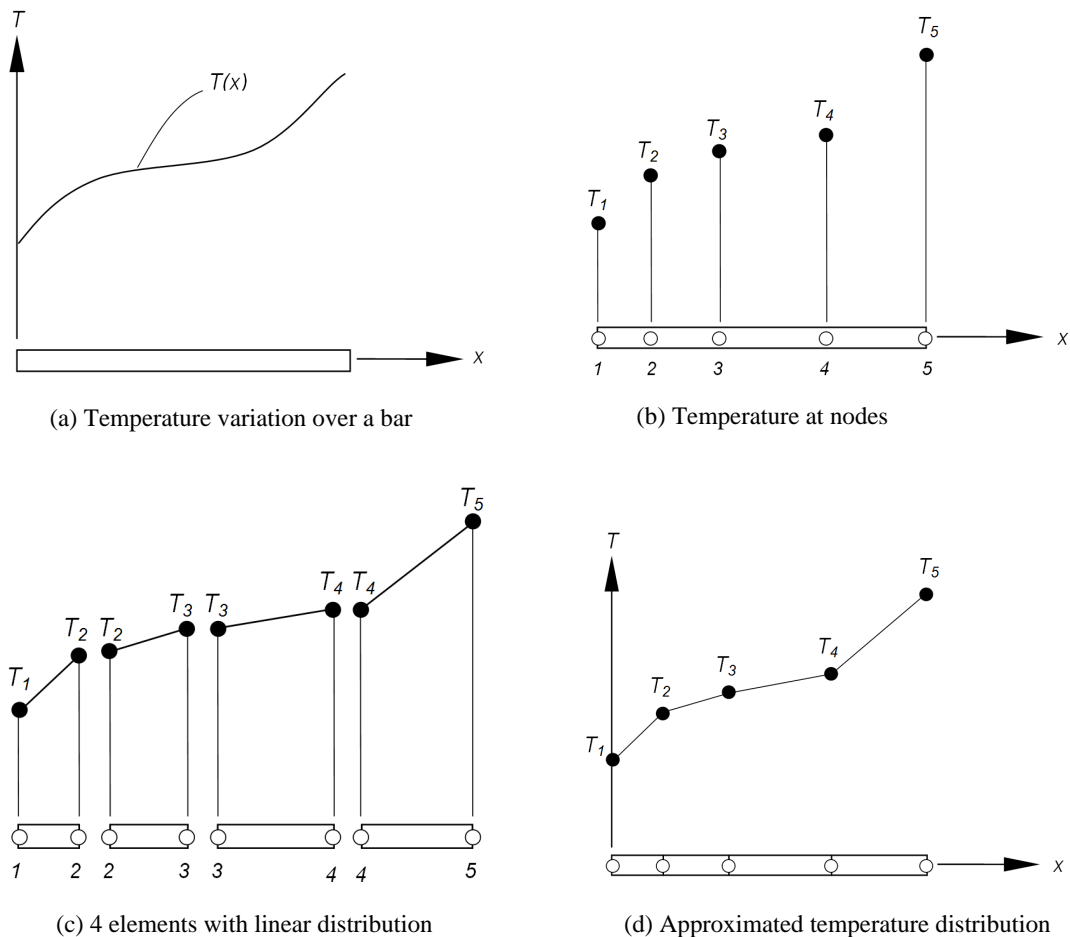 T
T(x)
x
(a) Temperature variation over a bar
T5
T4
T3
T2
T1
x
1 2 3 4 5
(b) Temperature at nodes
T5
T4 T4
T3 T3
T2 T2
T1
1 2 2 3 3 4 4 5
(c) 4 elements with linear distribution
T
T5
T4
T3
T2
T1
x
(d) Approximated temperature distribution